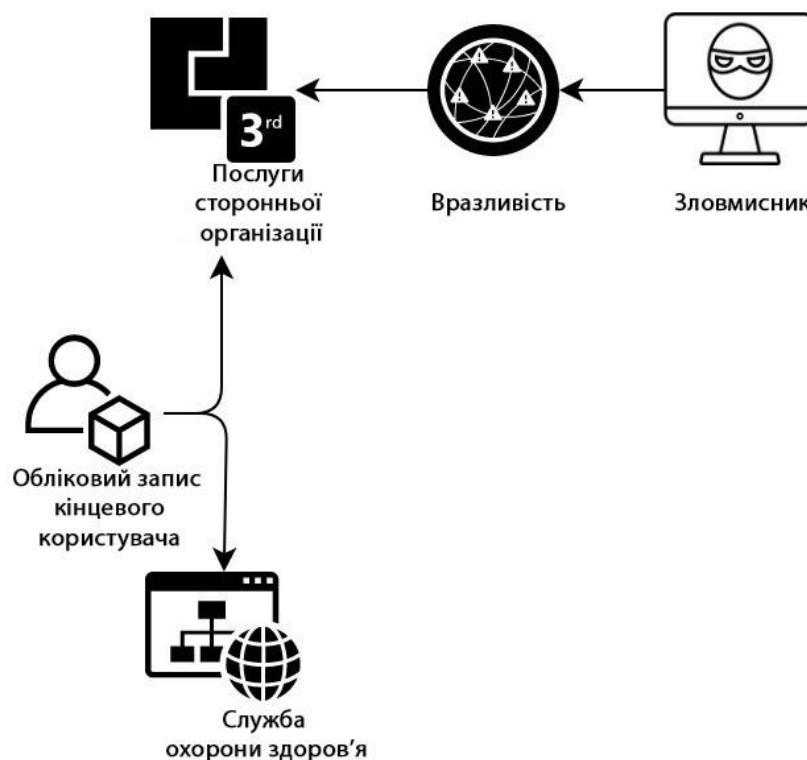 3rd
Послуги
сторонньої
організації
Вразливість
Зловмисник
Обліковий запис
кінцевого
користувача
Служба
охорони здоров’я